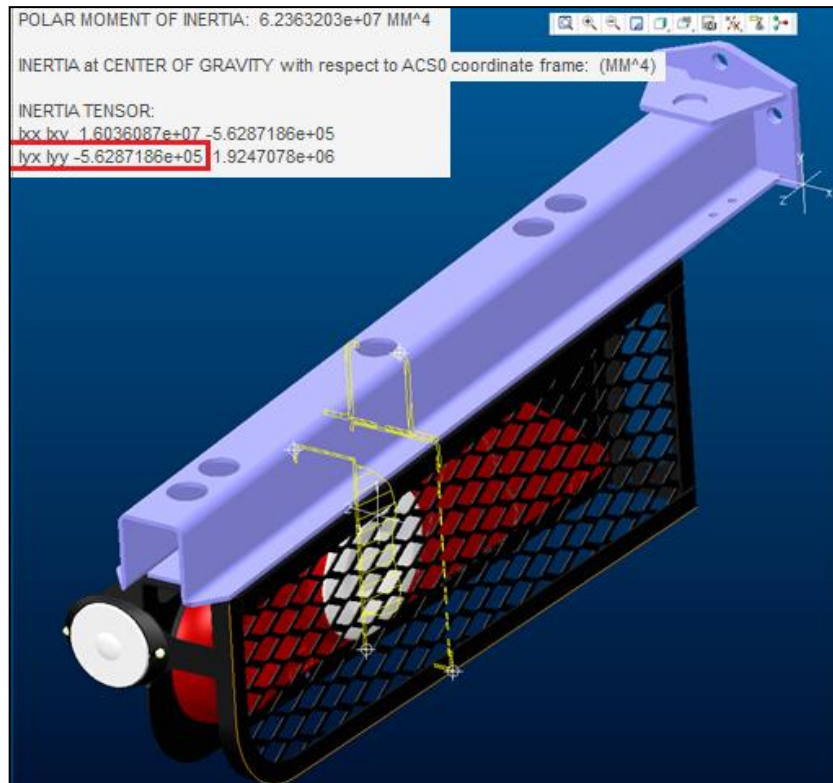 POLAR MOMENT OF INERTIA: 6.2363203e+07 MM^4
INERTIA at CENTER OF GRAVITY with respect to ACS0 coordinate frame: (MM^4)
INERTIA TENSOR:
Ixx Ixy 1.6036087e+07 -5.6287186e+05
Iyx Iyy -5.6287186e+05 1.9247078e+06
Y
Z
X